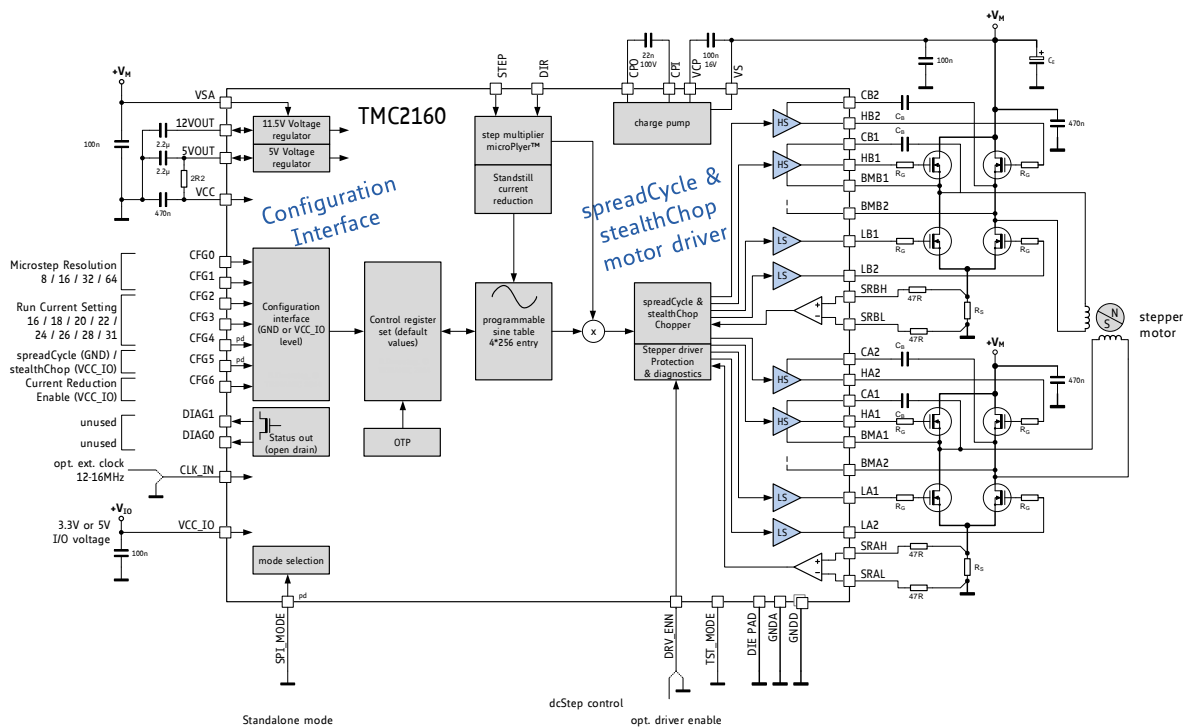 +VM
22n
100V
100n
16V
CPO
CPI
VCP
VS
STEP
DIR
100n
CE
+VM
VSA
TMC2160
12VOUT
11.5V Voltage
regulator
2.2µ
5VOUT
5V Voltage
regulator
2.2µ
2R2
100n
VCC
470n
step multiplier
microPlyer™
Standstill
current
reduction
charge pump
HS
CB2
CB
HB2
CB1
CB
470n
HS
HB1
RG
RG
BMB1
BMB2
Configuration
Interface
spreadCycle &
stealthChop
motor driver
LS
LB1
RG
RG
LS
LB2
SRBH
47R
RS
SRBL
47R
N
S
stepper
motor
Microstep Resolution
8 / 16 / 32 / 64
Run Current Setting
16 / 18 / 20 / 22 /
24 / 26 / 28 / 31
spreadCycle (GND) /
stealthChop (VCC_IO)
Current Reduction
Enable (VCC_IO)
unused
unused
CFG0
CFG1
CFG2
CFG3
CFG4
pd
CFG5
pd
CFG6
DIAG1
DIAG0
Configuration
interface
(GND or VCC_IO
level)
Control register
set (default
values)
programmable
sine table
4*256 entry
x
spreadCycle &
stealthChop
Chopper
Stepper driver
Protection
& diagnostics
+
−
Status out
(open drain)
OTP
+VM
HS
CA2
CB
HA2
470n
CA1
HS
HA1
CB
RG
RG
BMA1
BMA2
opt. ext. clock
12-16MHz
CLK_IN
LS
LA1
RG
RG
LS
LA2
+VIO
3.3V or 5V
I/O voltage
VCC_IO
100n
+
−
SRAH
47R
RS
SRAL
47R
mode selection
pd
SPI_MODE
DRV_ENN
TST_MODE
DIE PAD
GNDA
GNDD
dcStep control
Standalone mode
opt. driver enable